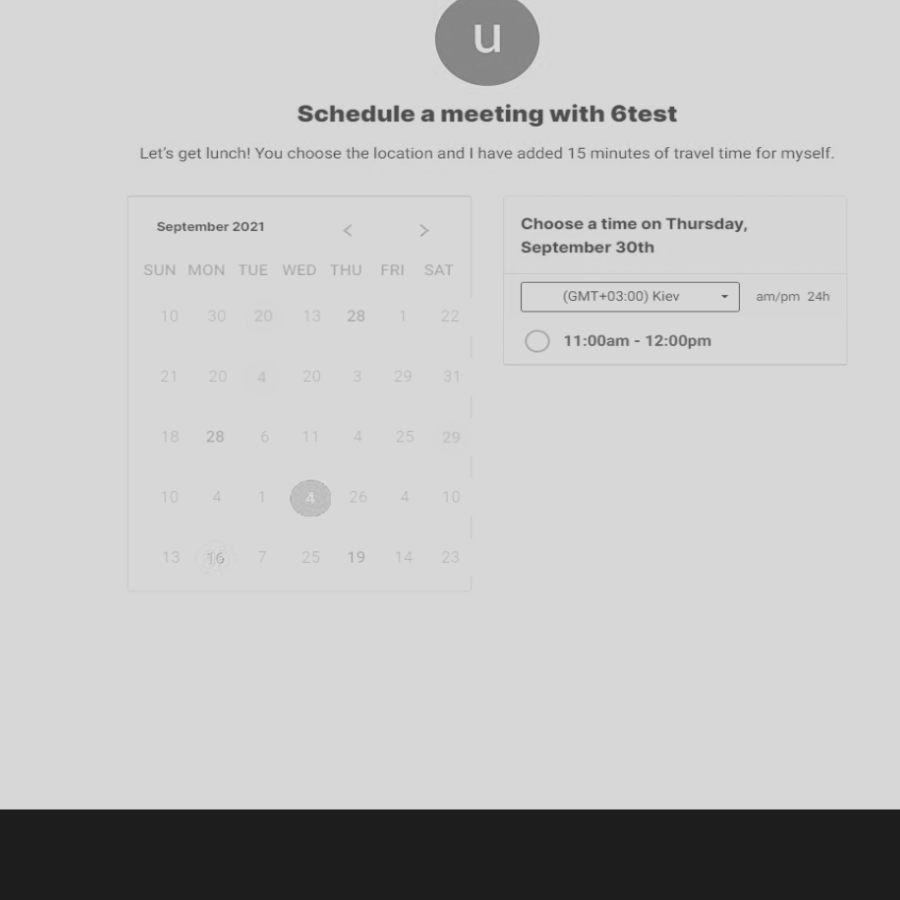 u
Schedule a meeting with 6test
Let's get lunch! You choose the location and I have added 15 minutes of travel time for myself.
September 2021 < >
SUN MON TUE WED THU FRI SAT
10 30 20 13 28 1 22
21 20 4 20 3 29 31
18 28 6 11 4 25 29
10 4 1 4 26 4 10
13 16 7 25 19 14 23
Choose a time on Thursday,
September 30th
(GMT+03:00) Kiev am/pm 24h
11:00am - 12:00pm